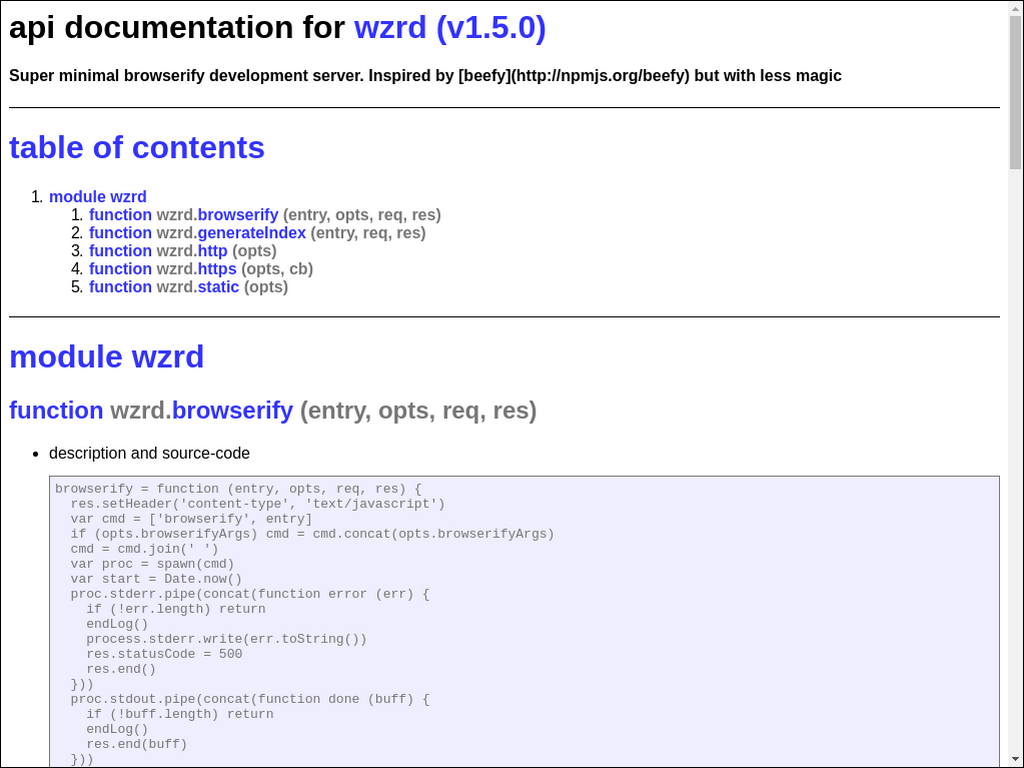 api documentation for wzrd (v1.5.0)
Super minimal browserify development server. Inspired by [beefy](http://npmjs.org/beefy) but with less magic
table of contents
1. module wzrd
1. function wzrd.browserify (entry, opts, req, res)
2. function wzrd.generateIndex (entry, req, res)
3. function wzrd.http (opts)
4. function wzrd.https (opts, cb)
5. function wzrd.static (opts)
module wzrd
function wzrd.browserify (entry, opts, req, res)
• description and source-code
browserify = function (entry, opts, req, res) {
  res.setHeader('content-type', 'text/javascript')
  var cmd = ['browserify', entry]
  if (opts.browserifyArgs) cmd = cmd.concat(opts.browserifyArgs)
  cmd = cmd.join(' ')
  var proc = spawn(cmd)
  var start = Date.now()
  proc.stderr.pipe(concat(function error (err) {
    if (!err.length) return
    endLog()
    process.stderr.write(err.toString())
    res.statusCode = 500
    res.end()
  }))
  proc.stdout.pipe(concat(function done (buff) {
    if (!buff.length) return
    endLog()
    res.end(buff)
  }))